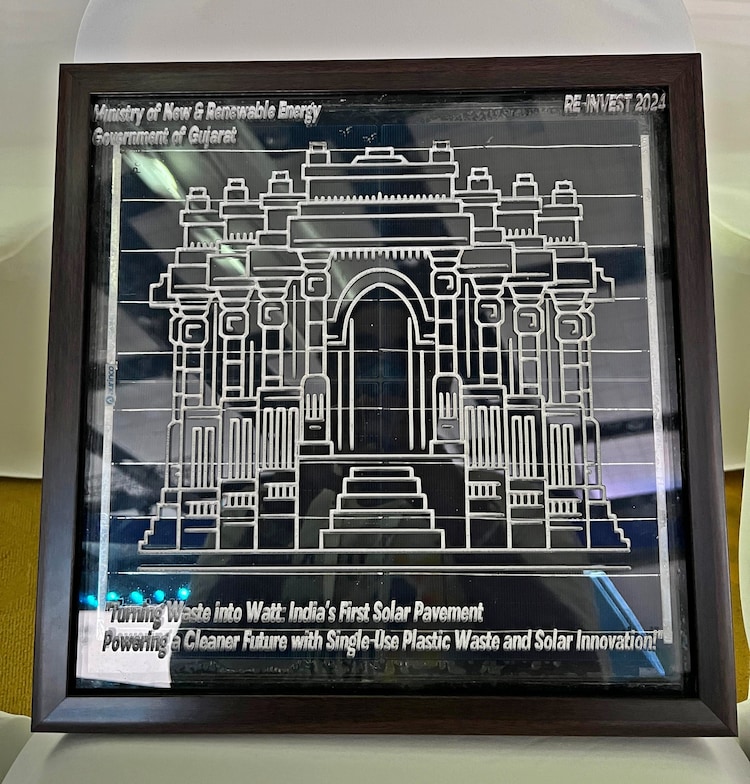 Ministry of New & Renewable Energy
Government of Gujarat
RE-INVEST 2024
"Turning Waste into Watt: India's First Solar Pavement
Powering a Cleaner Future with Single-Use Plastic Waste and Solar Innovation!"